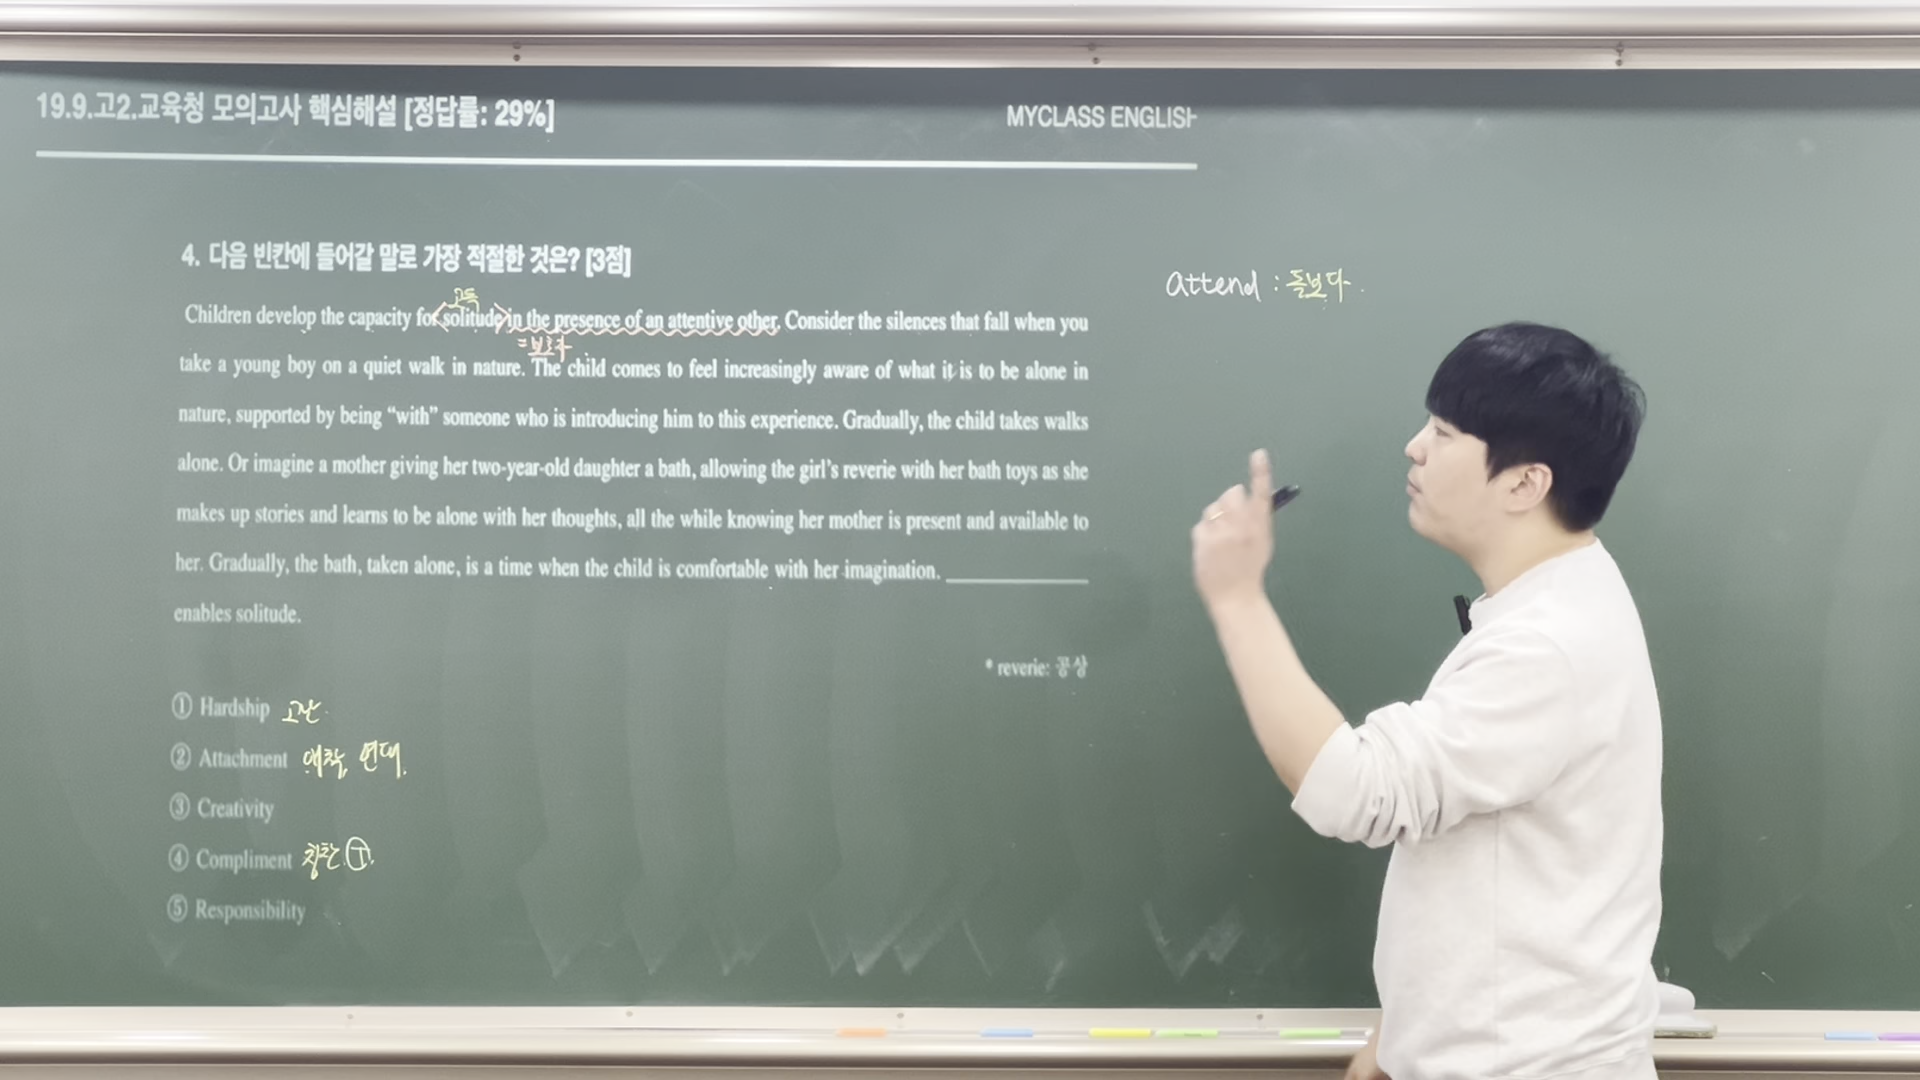 19.9.고2.교육청 모의고사 핵심해설 [정답률: 29%]
MYCLASS ENGLISH
4. 다음 빈칸에 들어갈 말로 가장 적절한 것은? [3점]
attend : 돌보다.
고독
Children develop the capacity for solitude in the presence of an attentive other. Consider the silences that fall when you
= 보호자
take a young boy on a quiet walk in nature. The child comes to feel increasingly aware of what it is to be alone in
nature, supported by being “with” someone who is introducing him to this experience. Gradually, the child takes walks
alone. Or imagine a mother giving her two-year-old daughter a bath, allowing the girl’s reverie with her bath toys as she
makes up stories and learns to be alone with her thoughts, all the while knowing her mother is present and available to
her. Gradually, the bath, taken alone, is a time when the child is comfortable with her imagination. ____________
enables solitude.
* reverie: 공상
① Hardship 고난.
② Attachment 애착, 연대.
③ Creativity
④ Compliment 칭찬.
⑤ Responsibility